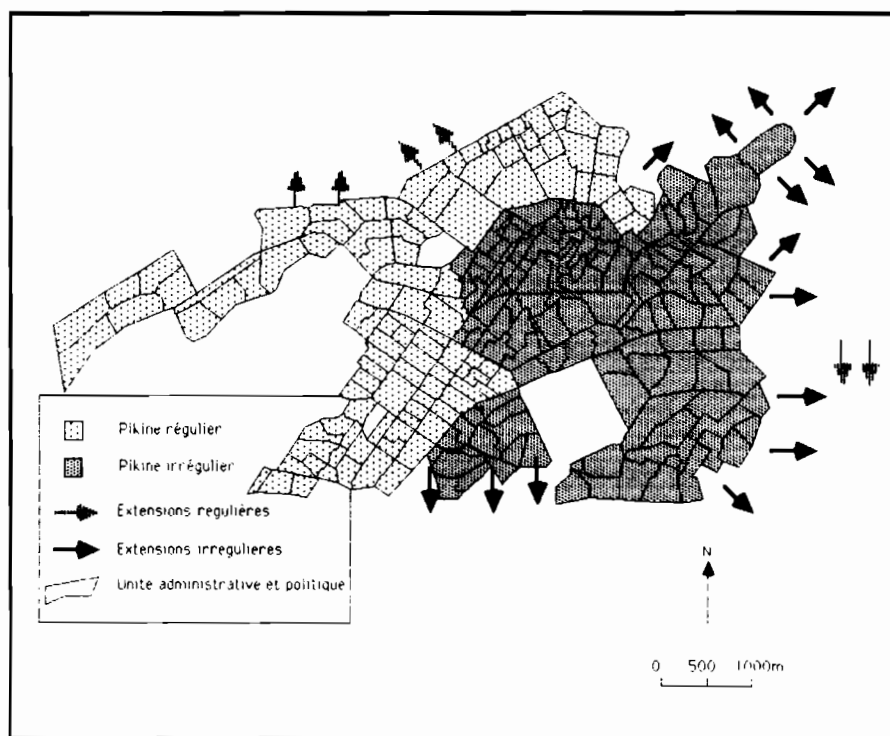 Pikine régulier
Pikine irrégulier
Extensions regulières
Extensions irregulieres
Unite administrative et politique
N
0 500 1000m